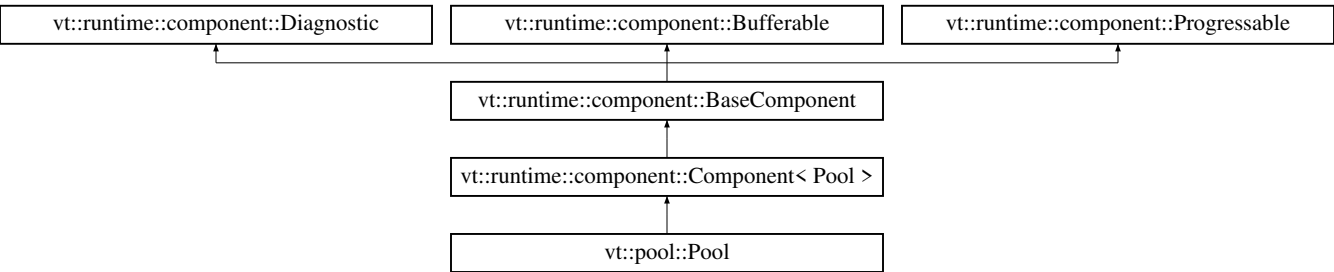 vt::runtime::component::Diagnostic
vt::runtime::component::Bufferable
vt::runtime::component::Progressable
vt::runtime::component::BaseComponent
vt::runtime::component::Component< Pool >
vt::pool::Pool